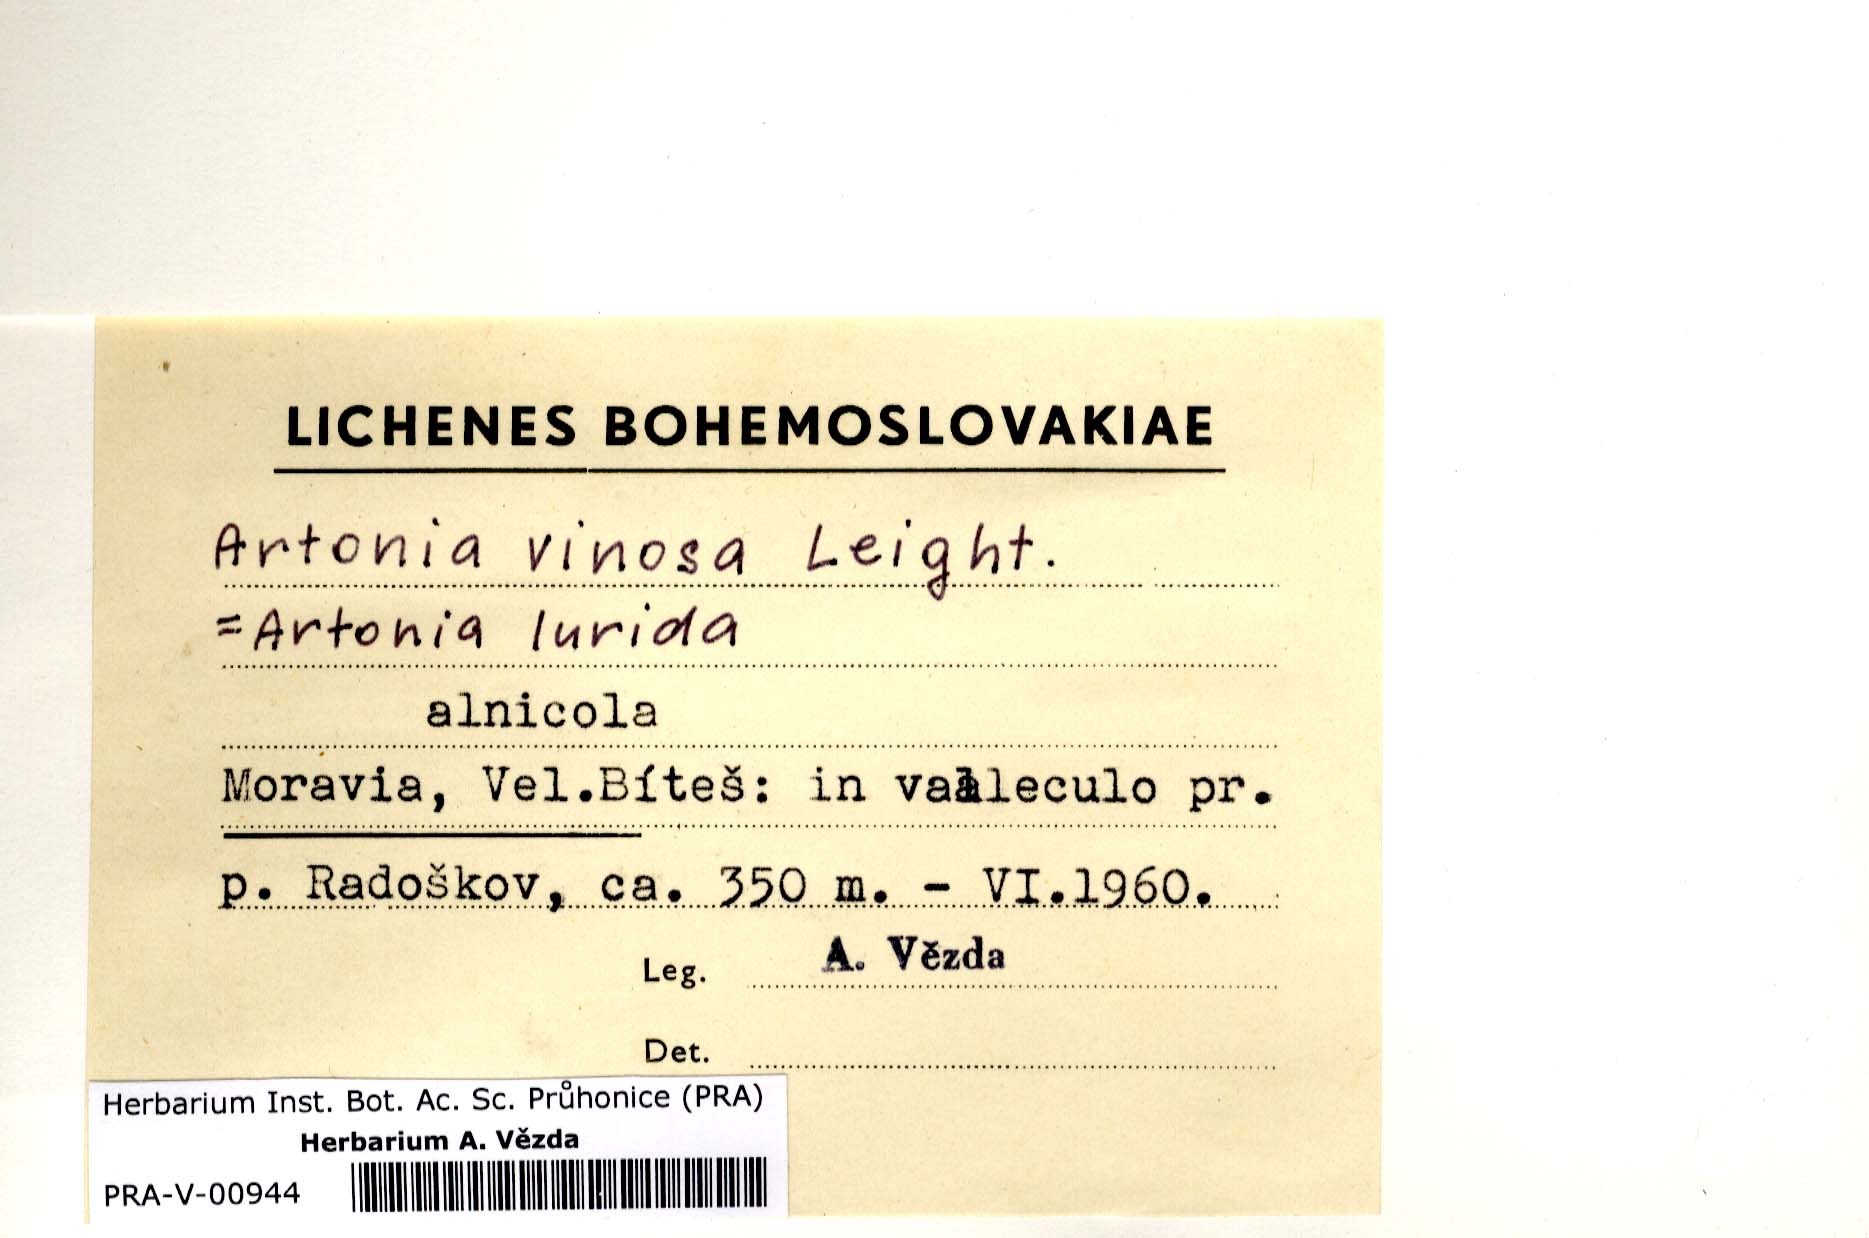 LICHENES BOHEMOSLOVAKIAE
Artonia vinosa Leight.
=Artonia lurida
alnicola
Moravia, Vel.Bíteš: in valleculo pr.
p. Radoškov, ca. 350 m. - VI.1960.
Leg. A. Vězda
Det.
Herbarium Inst. Bot. Ac. Sc. Průhonice (PRA)
Herbarium A. Vězda
PRA-V-00944